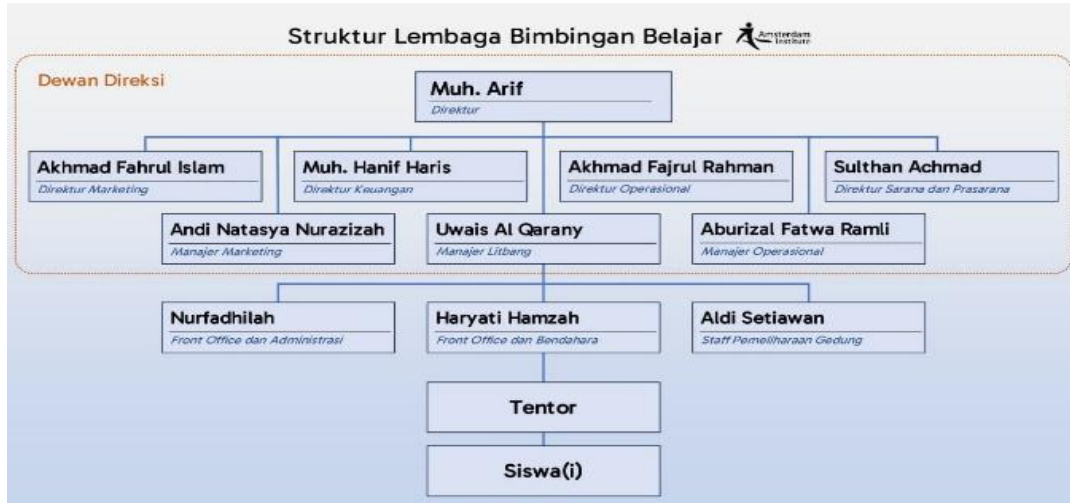 Struktur Lembaga Bimbingan Belajar Amsterdam Institute
Dewan Direksi
Muh. Arif
Direktur
Akhmad Fahrul Islam
Direktur Marketing
Muh. Hanif Haris
Direktur Keuangan
Akhmad Fajrul Rahman
Direktur Operasional
Sulthan Achmad
Direktur Sarana dan Prasarana
Andi Natasya Nurazizah
Manajer Marketing
Uwais Al Qarany
Manajer Litbang
Aburizal Fatwa Ramli
Manajer Operasional
Nurfadhilah
Front Office dan Administrasi
Haryati Hamzah
Front Office dan Bendahara
Aldi Setiawan
Staff Pemeliharaan Gedung
Tentor
Siswa(i)